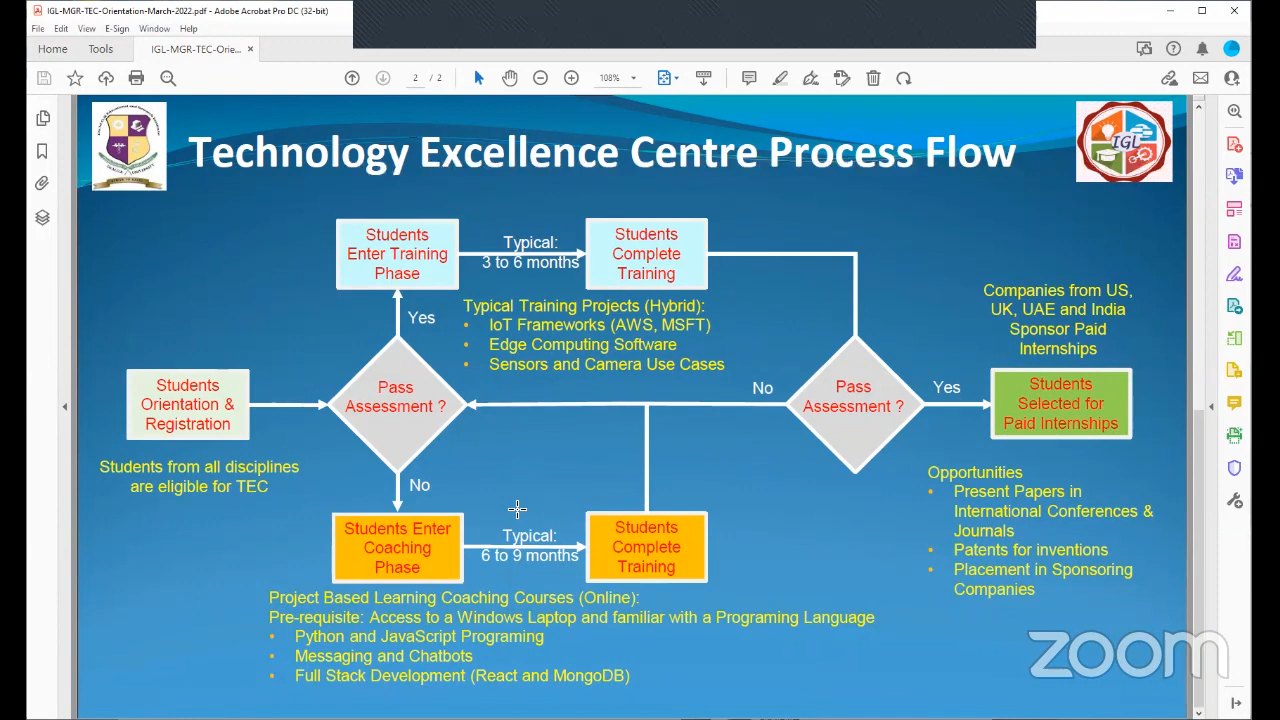 IGL-MGR-TEC-Orientation-March-2022.pdf - Adobe Acrobat Pro DC (32-bit)
File Edit View E-Sign Window Help
Home Tools IGL-MGR-TEC-Orie... ×
2 / 2 108%
Technology Excellence Centre Process Flow
IGL
Students
Enter Training
Phase
Typical:
3 to 6 months
Students
Complete
Training
Yes
Typical Training Projects (Hybrid):
• IoT Frameworks (AWS, MSFT)
• Edge Computing Software
• Sensors and Camera Use Cases
Companies from US,
UK, UAE and India
Sponsor Paid
Internships
Students
Orientation &
Registration
Pass
Assessment ?
No
Pass
Assessment ?
Yes
Students
Selected for
Paid Internships
Students from all disciplines
are eligible for TEC
No
Students Enter
Coaching
Phase
Typical:
6 to 9 months
Students
Complete
Training
Opportunities
• Present Papers in
International Conferences &
Journals
• Patents for inventions
• Placement in Sponsoring
Companies
Project Based Learning Coaching Courses (Online):
Pre-requisite: Access to a Windows Laptop and familiar with a Programing Language
• Python and JavaScript Programing
• Messaging and Chatbots
• Full Stack Development (React and MongoDB)
zoom